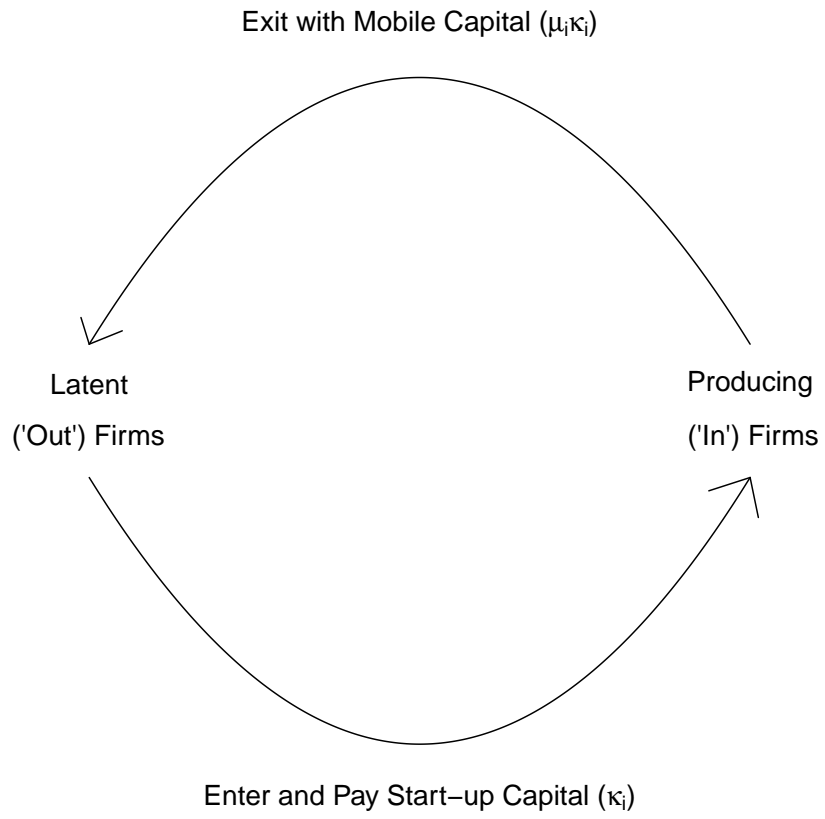 Exit with Mobile Capital (μᵢκᵢ)
Latent
('Out') Firms
Producing
('In') Firms
Enter and Pay Start−up Capital (κᵢ)